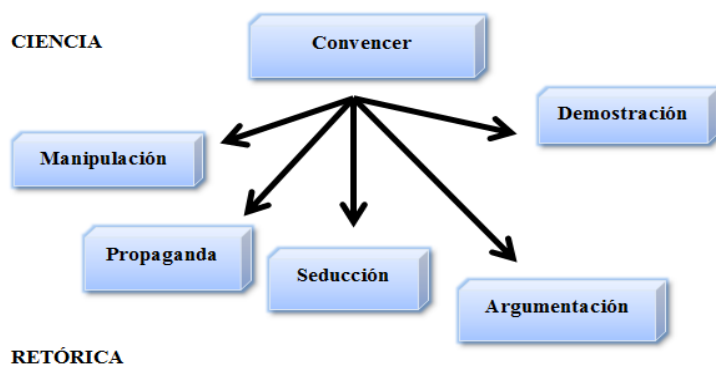 CIENCIA
Convencer
Demostración
Manipulación
Propaganda
Seducción
Argumentación
RETÓRICA